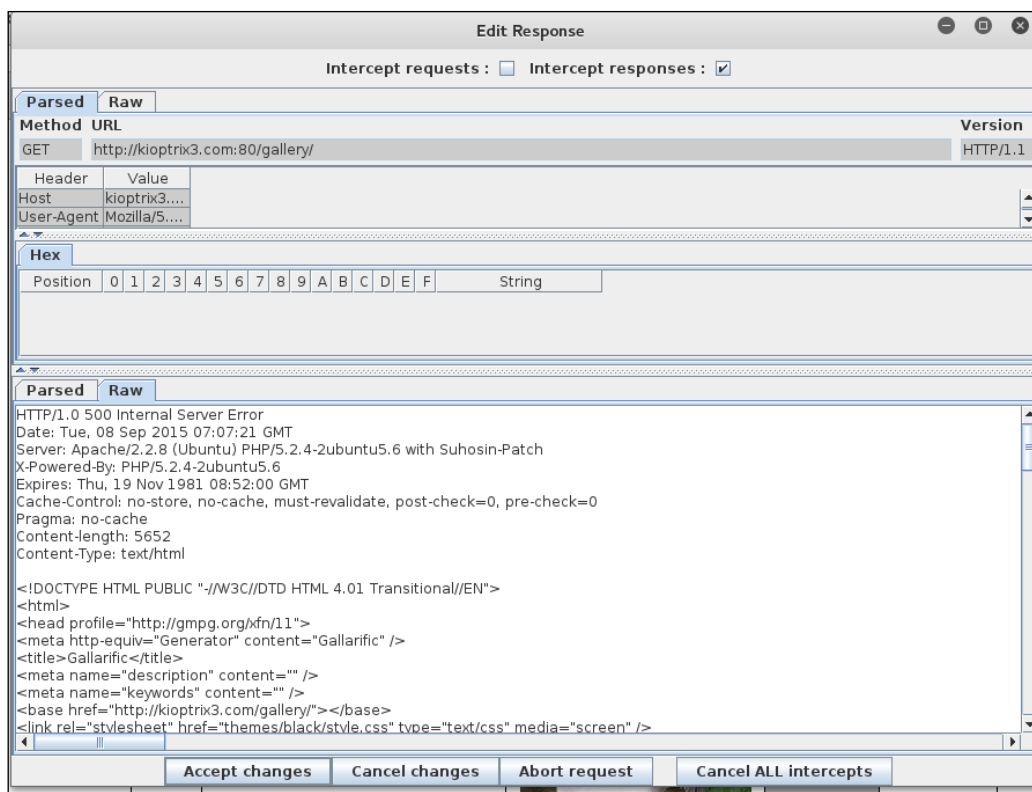 Edit Response
Intercept requests : Intercept responses :
Parsed Raw
Method URL Version
GET http://kioptrix3.com:80/gallery/ HTTP/1.1
Header Value
Host kioptrix3....
User-Agent Mozilla/5....
Hex
Position 0 1 2 3 4 5 6 7 8 9 A B C D E F String
Parsed Raw
HTTP/1.0 500 Internal Server Error
Date: Tue, 08 Sep 2015 07:07:21 GMT
Server: Apache/2.2.8 (Ubuntu) PHP/5.2.4-2ubuntu5.6 with Suhosin-Patch
X-Powered-By: PHP/5.2.4-2ubuntu5.6
Expires: Thu, 19 Nov 1981 08:52:00 GMT
Cache-Control: no-store, no-cache, must-revalidate, post-check=0, pre-check=0
Pragma: no-cache
Content-length: 5652
Content-Type: text/html
<!DOCTYPE HTML PUBLIC "-//W3C//DTD HTML 4.01 Transitional//EN">
<html>
<head profile="http://gmpg.org/xfn/11">
<meta http-equiv="Generator" content="Gallarific" />
<title>Gallarific</title>
<meta name="description" content="" />
<meta name="keywords" content="" />
<base href="http://kioptrix3.com/gallery/"></base>
<link rel="stylesheet" href="themes/black/style.css" type="text/css" media="screen" />
Accept changes Cancel changes Abort request Cancel ALL intercepts